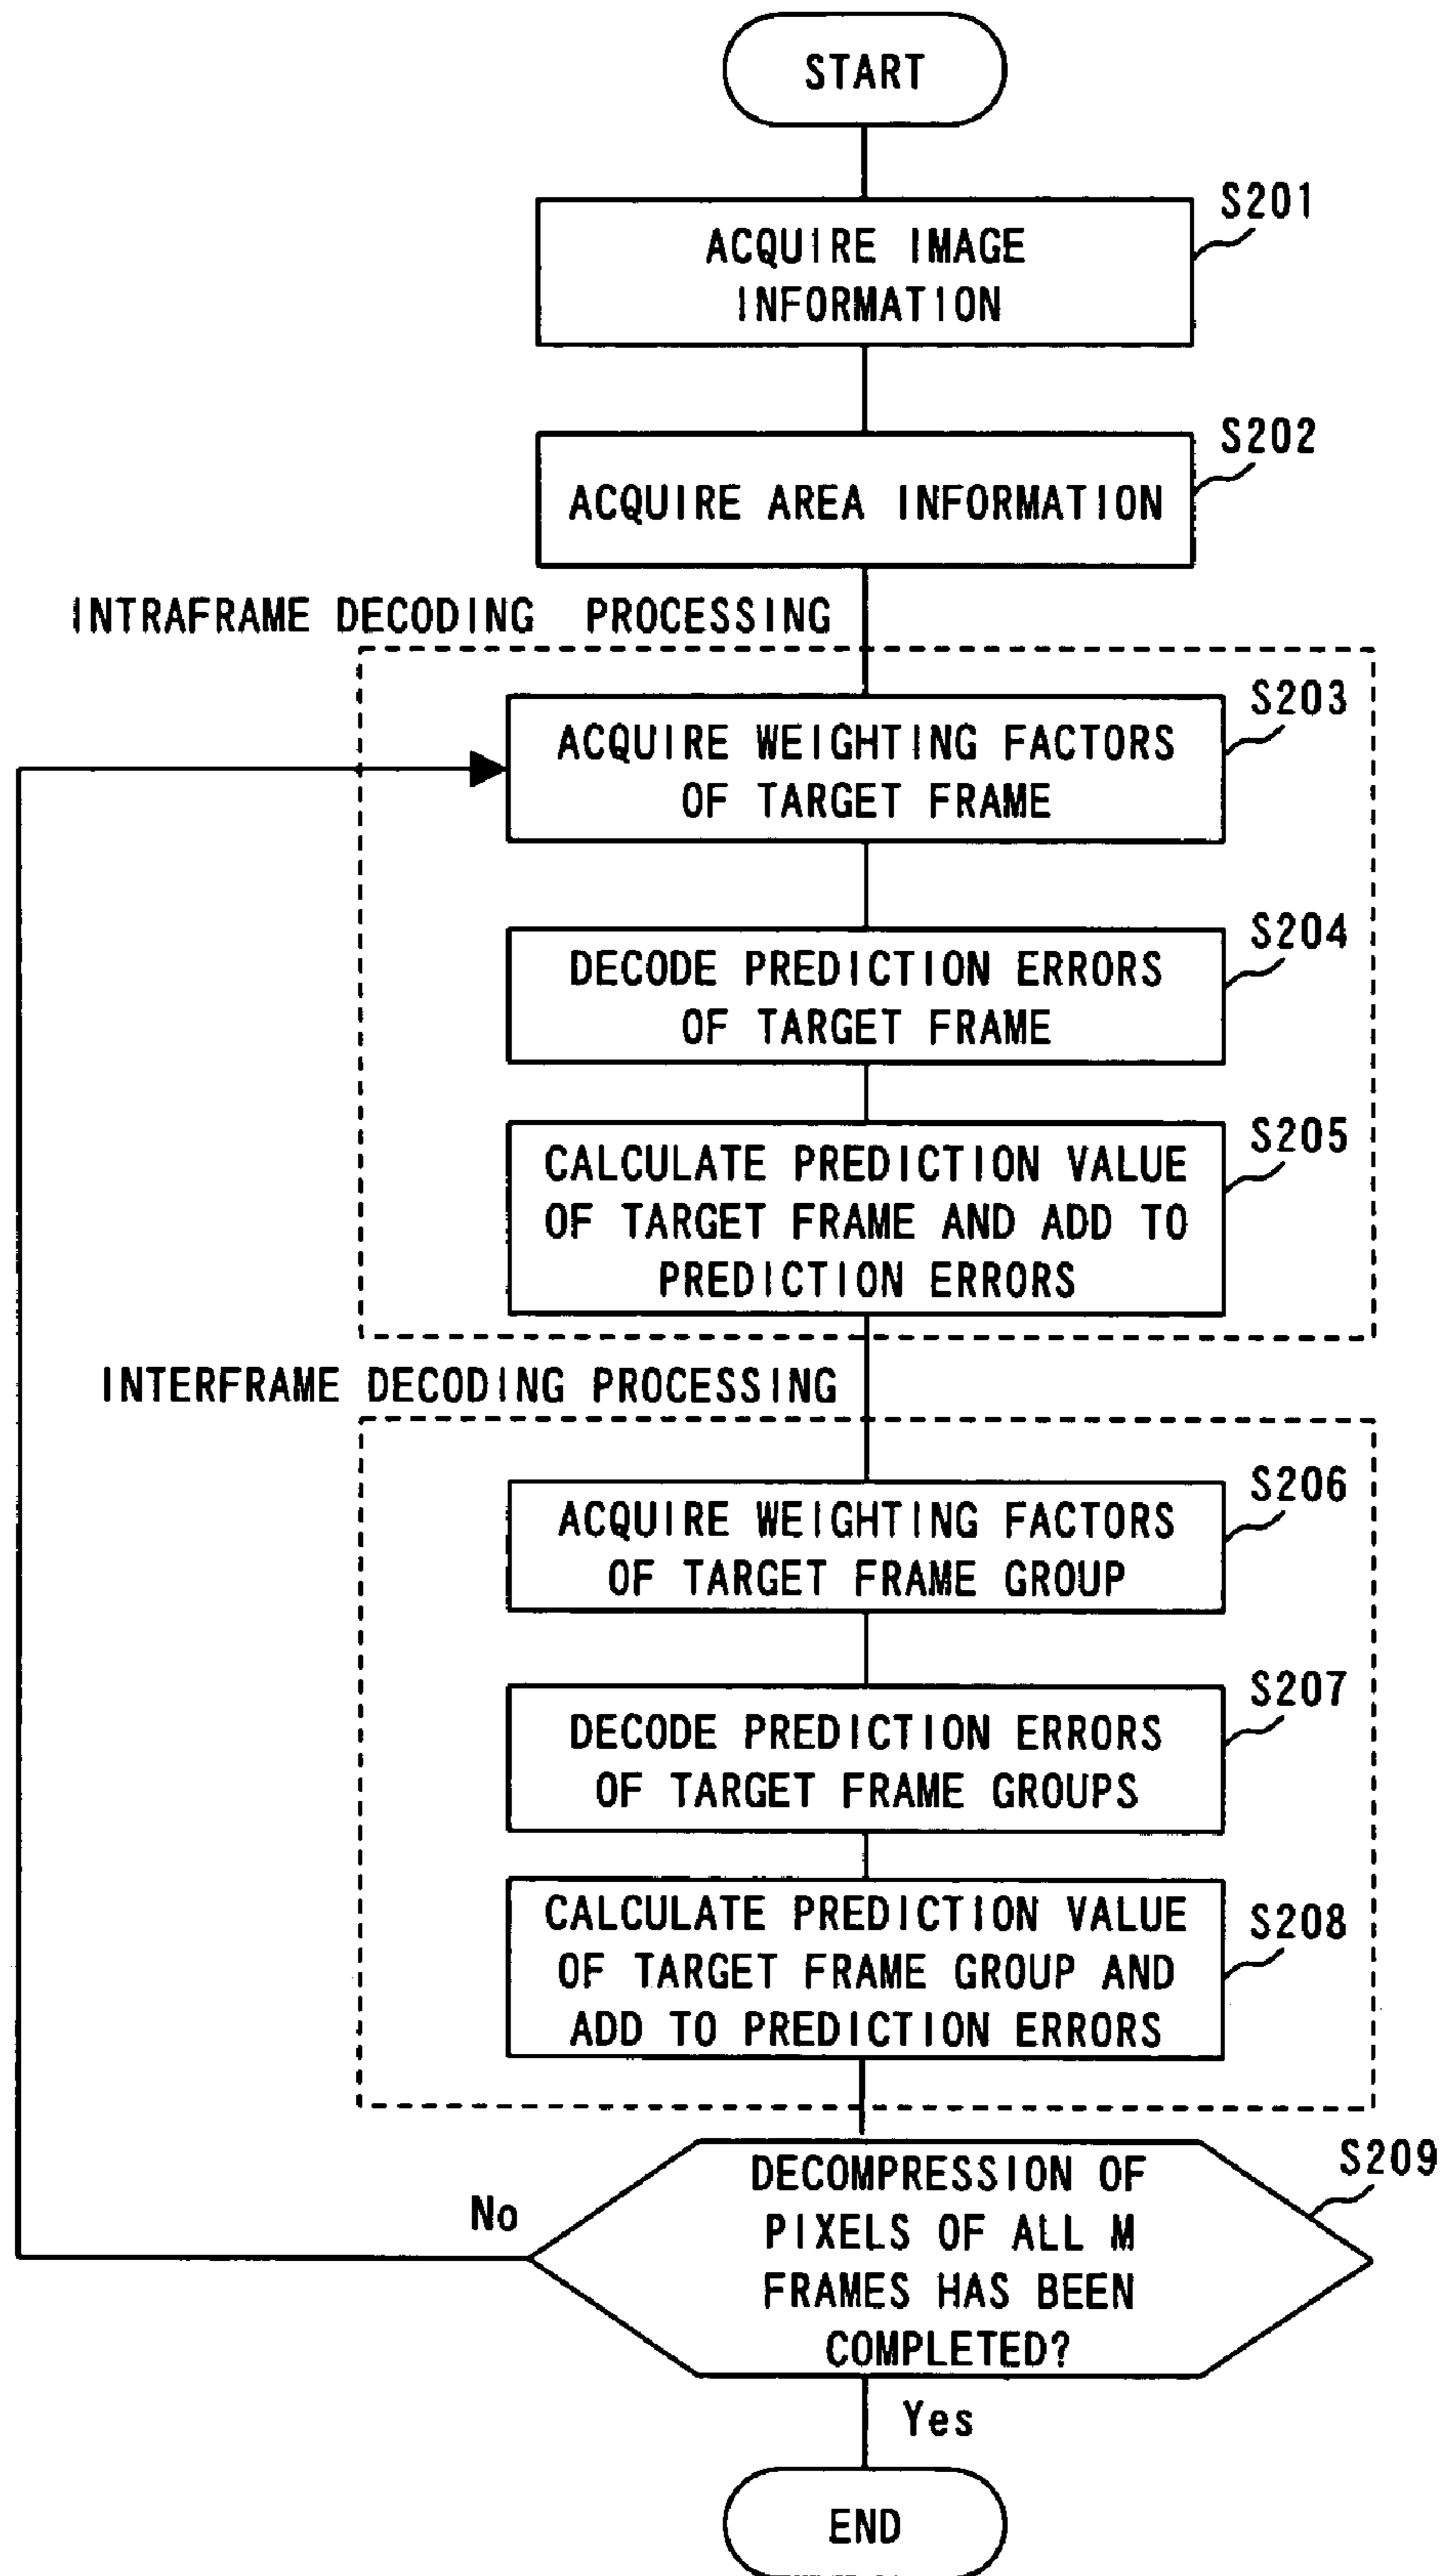 START
S201
ACQUIRE IMAGE
INFORMATION
S202
ACQUIRE AREA INFORMATION
INTRAFRAME DECODING PROCESSING
S203
ACQUIRE WEIGHTING FACTORS
OF TARGET FRAME
S204
DECODE PREDICTION ERRORS
OF TARGET FRAME
S205
CALCULATE PREDICTION VALUE
OF TARGET FRAME AND ADD TO
PREDICTION ERRORS
INTERFRAME DECODING PROCESSING
S206
ACQUIRE WEIGHTING FACTORS
OF TARGET FRAME GROUP
S207
DECODE PREDICTION ERRORS
OF TARGET FRAME GROUPS
S208
CALCULATE PREDICTION VALUE
OF TARGET FRAME GROUP AND
ADD TO PREDICTION ERRORS
S209
DECOMPRESSION OF
PIXELS OF ALL M
FRAMES HAS BEEN
COMPLETED?
No
Yes
END